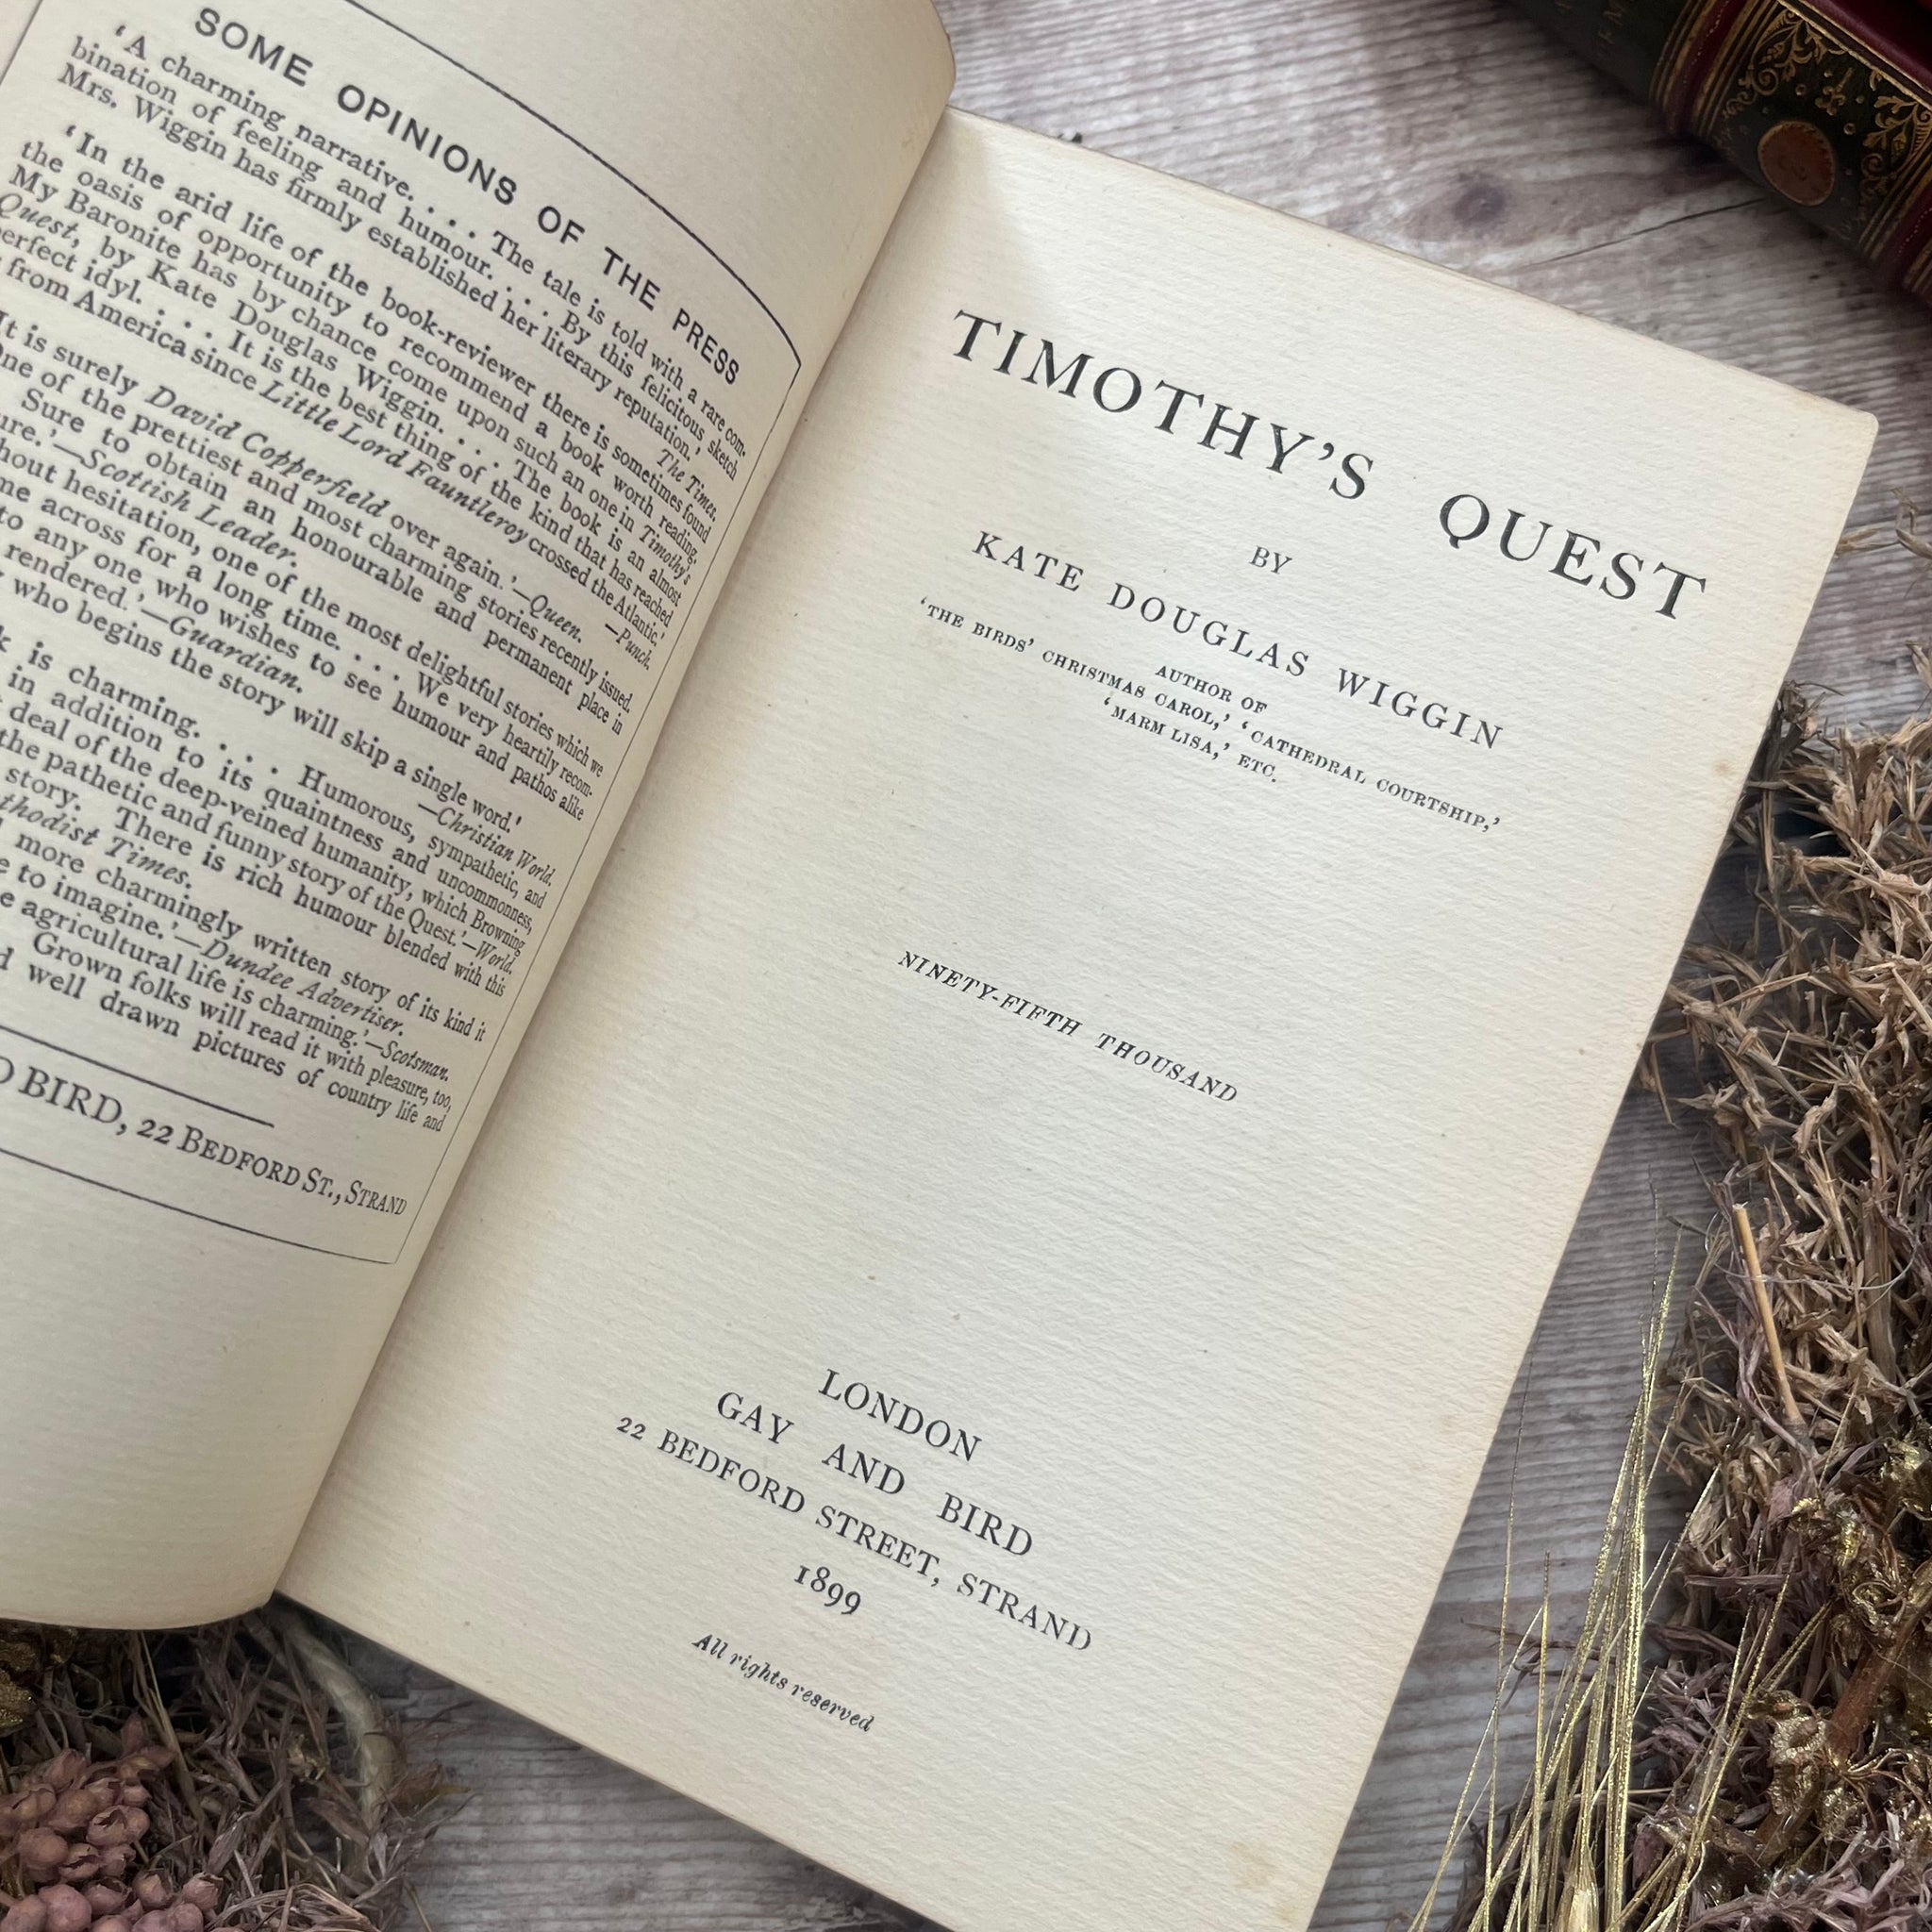 SOME OPINIONS OF THE PRESS
‘A charming narrative. . . . The tale is told with a rare com-
bination of feeling and humour. . . . By this felicitous sketch
Mrs. Wiggin has firmly established her literary reputation.’
The Times.
‘In the arid life of the book-reviewer there is sometimes found
the oasis of opportunity to recommend a book worth reading.
My Baronite has by chance come upon such an one in Timothy's
Quest, by Kate Douglas Wiggin. . . . The book is an almost
perfect idyl. . . . It is the best thing of the kind that has reached
from America since Little Lord Fauntleroy crossed the Atlantic.’
—Punch.
It is surely David Copperfield over again.’—Queen.
one of the prettiest and most charming stories recently issued.
Sure to obtain an honourable and permanent place in
ure.’—Scottish Leader.
hout hesitation, one of the most delightful stories which we
me across for a long time. . . . We very heartily recom-
to any one who wishes to see humour and pathos alike
rendered.’—Guardian.
who begins the story will skip a single word.’
—Christian World.
k is charming. . . . Humorous, sympathetic, and
in addition to its quaintness and uncommonness,
deal of the deep-veined humanity, which Browning
the pathetic and funny story of the Quest.’—World.
story. There is rich humour blended with this
thodist Times.
more charmingly written story of its kind it
e to imagine.’—Dundee Advertiser.
e agricultural life is charming.’—Scotsman.
Grown folks will read it with pleasure, too,
d well drawn pictures of country life and
D BIRD, 22 BEDFORD ST., STRAND
TIMOTHY’S QUEST
BY
KATE DOUGLAS WIGGIN
AUTHOR OF
‘THE BIRDS’ CHRISTMAS CAROL,’ ‘CATHEDRAL COURTSHIP,’
‘MARM LISA,’ ETC.
NINETY-FIFTH THOUSAND
LONDON
GAY AND BIRD
22 BEDFORD STREET, STRAND
1899
All rights reserved